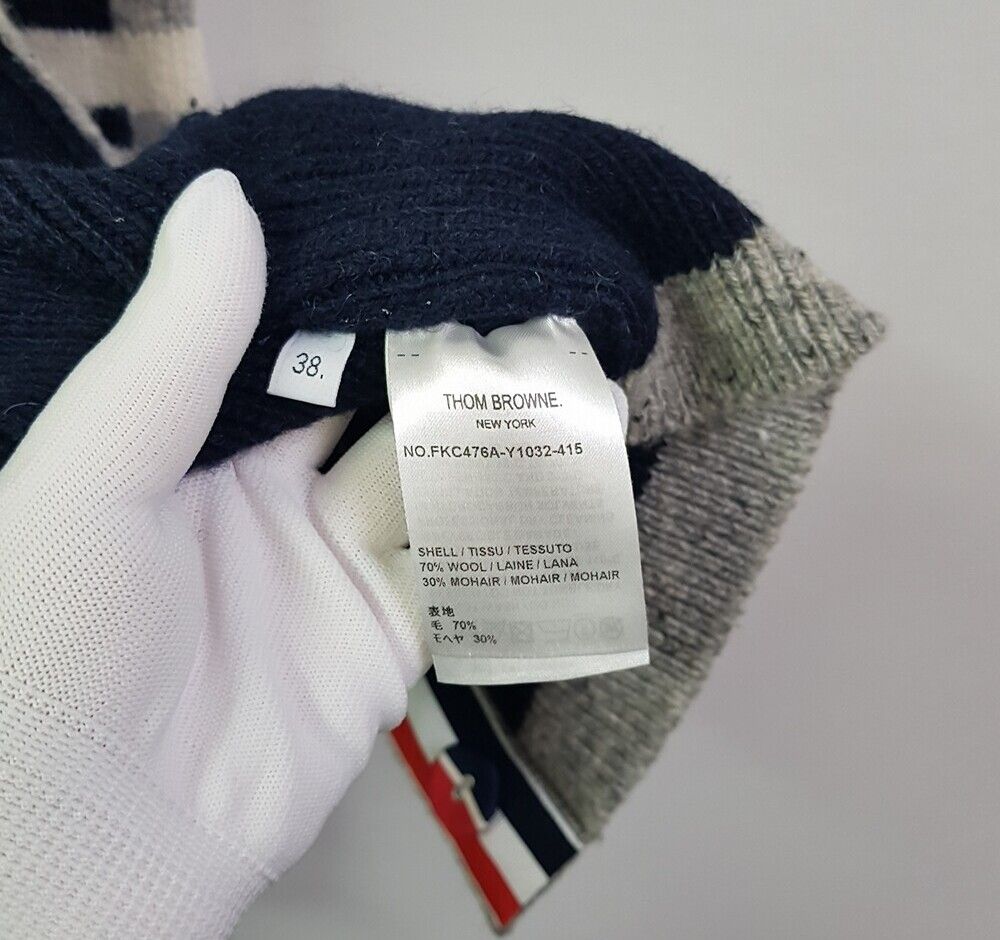 38.
THOM BROWNE.
NEW YORK
NO.FKC476A-Y1032-415
SHELL / TISSU / TESSUTO
70% WOOL / LAINE / LANA
30% MOHAIR / MOHAIR / MOHAIR
表地
毛 70%
モヘヤ 30%